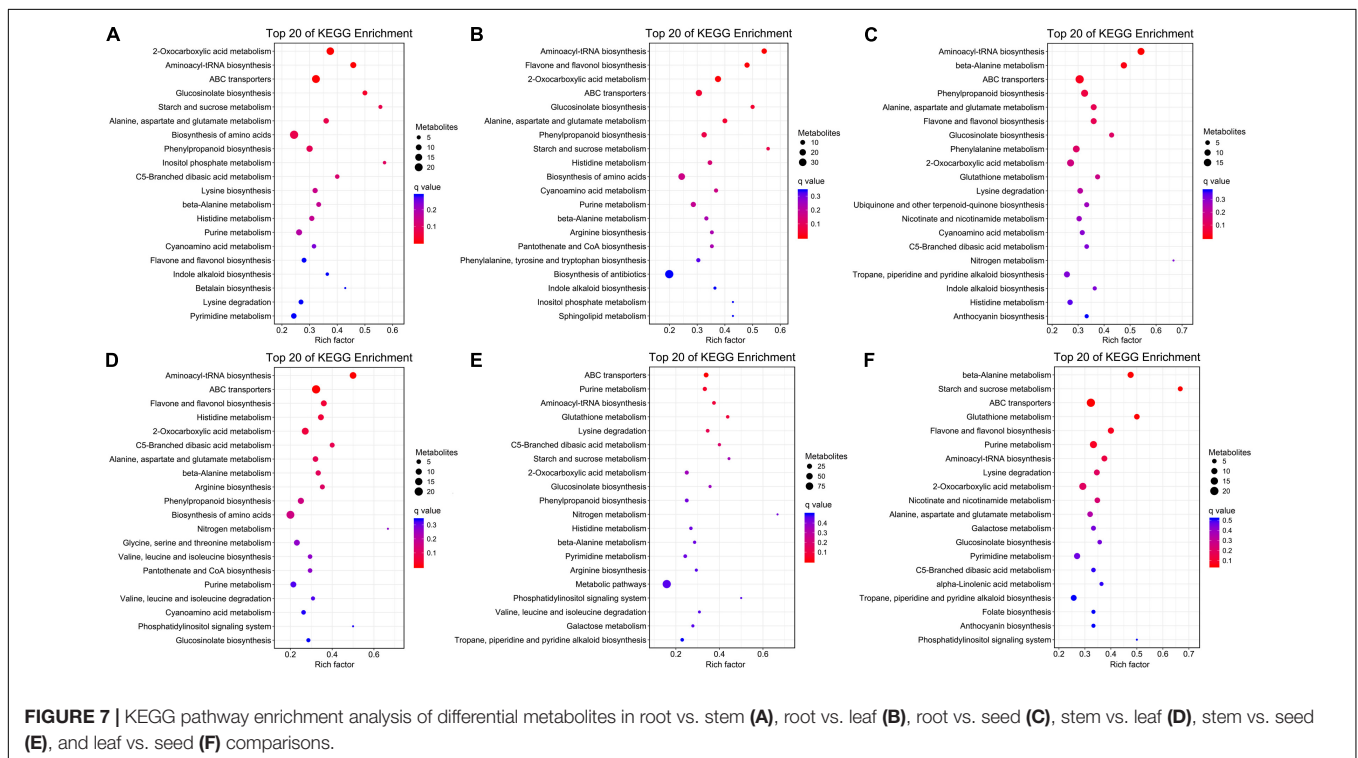 A
Top 20 of KEGG Enrichment
2-Oxocarboxylic acid metabolism
Aminoacyl-tRNA biosynthesis
ABC transporters
Glucosinolate biosynthesis
Starch and sucrose metabolism
Alanine, aspartate and glutamate metabolism
Biosynthesis of amino acids
Phenylpropanoid biosynthesis
Inositol phosphate metabolism
C5-Branched dibasic acid metabolism
Lysine biosynthesis
beta-Alanine metabolism
Histidine metabolism
Purine metabolism
Cyanoamino acid metabolism
Flavone and flavonol biosynthesis
Indole alkaloid biosynthesis
Betalain biosynthesis
Lysine degradation
Pyrimidine metabolism
0.2 0.3 0.4 0.5 0.6
Rich factor
Metabolites
5
10
15
20
q value
0.2
0.1
B
Top 20 of KEGG Enrichment
Aminoacyl-tRNA biosynthesis
Flavone and flavonol biosynthesis
2-Oxocarboxylic acid metabolism
ABC transporters
Glucosinolate biosynthesis
Alanine, aspartate and glutamate metabolism
Phenylpropanoid biosynthesis
Starch and sucrose metabolism
Histidine metabolism
Biosynthesis of amino acids
Cyanoamino acid metabolism
Purine metabolism
beta-Alanine metabolism
Arginine biosynthesis
Pantothenate and CoA biosynthesis
Phenylalanine, tyrosine and tryptophan biosynthesis
Biosynthesis of antibiotics
Indole alkaloid biosynthesis
Inositol phosphate metabolism
Sphingolipid metabolism
0.2 0.3 0.4 0.5 0.6
Rich factor
Metabolites
10
20
30
q value
0.3
0.2
0.1
C
Top 20 of KEGG Enrichment
Aminoacyl-tRNA biosynthesis
beta-Alanine metabolism
ABC transporters
Phenylpropanoid biosynthesis
Alanine, aspartate and glutamate metabolism
Flavone and flavonol biosynthesis
Glucosinolate biosynthesis
Phenylalanine metabolism
2-Oxocarboxylic acid metabolism
Glutathione metabolism
Lysine degradation
Ubiquinone and other terpenoid-quinone biosynthesis
Nicotinate and nicotinamide metabolism
Cyanoamino acid metabolism
C5-Branched dibasic acid metabolism
Nitrogen metabolism
Tropane, piperidine and pyridine alkaloid biosynthesis
Indole alkaloid biosynthesis
Histidine metabolism
Anthocyanin biosynthesis
0.2 0.3 0.4 0.5 0.6 0.7
Rich factor
Metabolites
5
10
15
q value
0.3
0.2
0.1
D
Top 20 of KEGG Enrichment
Aminoacyl-tRNA biosynthesis
ABC transporters
Flavone and flavonol biosynthesis
Histidine metabolism
2-Oxocarboxylic acid metabolism
C5-Branched dibasic acid metabolism
Alanine, aspartate and glutamate metabolism
beta-Alanine metabolism
Arginine biosynthesis
Phenylpropanoid biosynthesis
Biosynthesis of amino acids
Nitrogen metabolism
Glycine, serine and threonine metabolism
Valine, leucine and isoleucine biosynthesis
Pantothenate and CoA biosynthesis
Purine metabolism
Valine, leucine and isoleucine degradation
Cyanoamino acid metabolism
Phosphatidylinositol signaling system
Glucosinolate biosynthesis
0.2 0.4 0.6
Rich factor
Metabolites
5
10
15
20
q value
0.3
0.2
0.1
E
Top 20 of KEGG Enrichment
ABC transporters
Purine metabolism
Aminoacyl-tRNA biosynthesis
Glutathione metabolism
Lysine degradation
C5-Branched dibasic acid metabolism
Starch and sucrose metabolism
2-Oxocarboxylic acid metabolism
Glucosinolate biosynthesis
Phenylpropanoid biosynthesis
Nitrogen metabolism
Histidine metabolism
beta-Alanine metabolism
Pyrimidine metabolism
Arginine biosynthesis
Metabolic pathways
Phosphatidylinositol signaling system
Valine, leucine and isoleucine degradation
Galactose metabolism
Tropane, piperidine and pyridine alkaloid biosynthesis
0.2 0.4 0.6
Rich factor
Metabolites
25
50
75
q value
0.4
0.3
0.2
0.1
F
Top 20 of KEGG Enrichment
beta-Alanine metabolism
Starch and sucrose metabolism
ABC transporters
Glutathione metabolism
Flavone and flavonol biosynthesis
Purine metabolism
Aminoacyl-tRNA biosynthesis
Lysine degradation
2-Oxocarboxylic acid metabolism
Nicotinate and nicotinamide metabolism
Alanine, aspartate and glutamate metabolism
Galactose metabolism
Glucosinolate biosynthesis
Pyrimidine metabolism
C5-Branched dibasic acid metabolism
alpha-Linolenic acid metabolism
Tropane, piperidine and pyridine alkaloid biosynthesis
Folate biosynthesis
Anthocyanin biosynthesis
Phosphatidylinositol signaling system
0.2 0.3 0.4 0.5 0.6 0.7
Rich factor
Metabolites
5
10
15
20
q value
0.5
0.4
0.3
0.2
0.1
FIGURE 7 | KEGG pathway enrichment analysis of differential metabolites in root vs. stem (A), root vs. leaf (B), root vs. seed (C), stem vs. leaf (D), stem vs. seed
(E), and leaf vs. seed (F) comparisons.